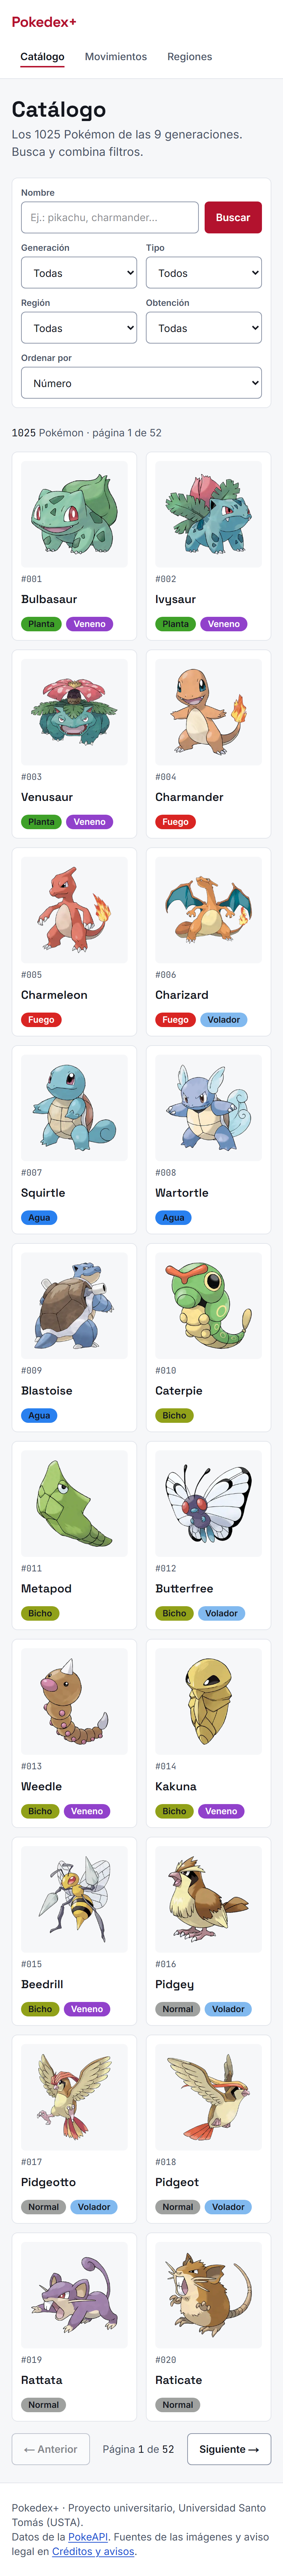 Pokedex+
Catálogo Movimientos Regiones
Catálogo
Los 1025 Pokémon de las 9 generaciones.
Busca y combina filtros.
Nombre
Ej.: pikachu, charmander... Buscar
Generación Tipo
Todas Todos
Región Obtención
Todas Todas
Ordenar por
Número
1025 Pokémon · página 1 de 52
#001 #002
Bulbasaur Ivysaur
Planta Veneno Planta Veneno
#003 #004
Venusaur Charmander
Planta Veneno Fuego
#005 #006
Charmeleon Charizard
Fuego Fuego Volador
#007 #008
Squirtle Wartortle
Agua Agua
#009 #010
Blastoise Caterpie
Agua Bicho
#011 #012
Metapod Butterfree
Bicho Bicho Volador
#013 #014
Weedle Kakuna
Bicho Veneno Bicho Veneno
#015 #016
Beedrill Pidgey
Bicho Veneno Normal Volador
#017 #018
Pidgeotto Pidgeot
Normal Volador Normal Volador
#019 #020
Rattata Raticate
Normal Normal
← Anterior Página 1 de 52 Siguiente →
Pokedex+ · Proyecto universitario, Universidad Santo
Tomás (USTA).
Datos de la PokeAPI. Fuentes de las imágenes y aviso
legal en Créditos y avisos.